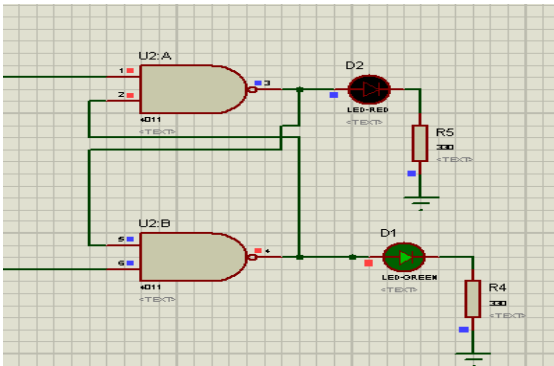 U2:A
1
2
3
4011
<TEXT>
D2
LED-RED
<TEXT>
R5
330
<TEXT>
U2:B
5
6
4
4011
<TEXT>
D1
LED-GREEN
<TEXT>
R4
330
<TEXT>